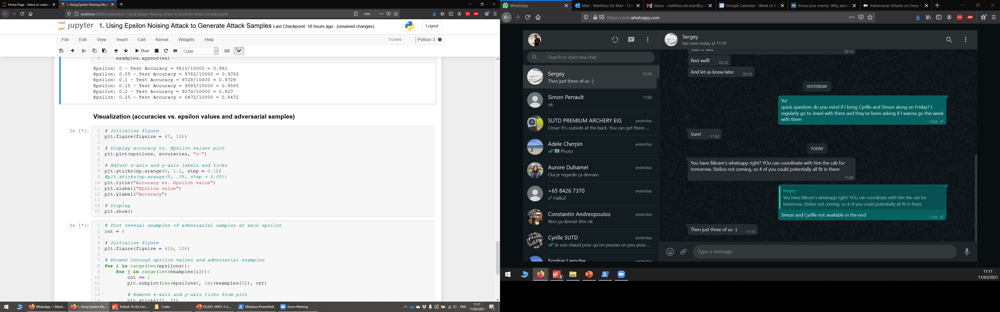 Home Page - Select or create a
1. Using Epsilon Noising Attack
localhost:8888/notebooks/1. Using Epsilon Noising Attack to Generate Attack Samples.ipynb
130%
jupyter 1. Using Epsilon Noising Attack to Generate Attack Samples Last Checkpoint: 16 hours ago (unsaved changes)
Logout
File Edit View Insert Cell Kernel Widgets Help
Trusted
Python 3
Run
Code
9 examples.append(ex)
Epsilon: 0 - Test Accuracy = 9810/10000 = 0.981
Epsilon: 0.05 - Test Accuracy = 9782/10000 = 0.9782
Epsilon: 0.1 - Test Accuracy = 9728/10000 = 0.9728
Epsilon: 0.15 - Test Accuracy = 9585/10000 = 0.9585
Epsilon: 0.2 - Test Accuracy = 9270/10000 = 0.927
Epsilon: 0.25 - Test Accuracy = 8472/10000 = 0.8472
Visualization (accuracies vs. epsilon values and adversarial samples)
In [*]:
1 # Initialize figure
2 plt.figure(figsize = (7, 10))
3
4 # Display accuracy vs. Epsilon values plot
5 plt.plot(epsilons, accuracies, "o-")
6
7 # Adjust x-axis and y-axis labels and ticks
8 plt.yticks(np.arange(0, 1.1, step = 0.1))
9 #plt.xticks(np.arange(0, .35, step = 0.05))
10 plt.title("Accuracy vs. Epsilon value")
11 plt.xlabel("Epsilon value")
12 plt.ylabel("Accuracy")
13
14 # Display
15 plt.show()
In [*]:
1 # Plot several examples of adversarial samples at each epsilon
2 cnt = 0
3
4 # Initialize figure
5 plt.figure(figsize = (10, 10))
6
7 # Browse through epsilon values and adversarial examples
8 for i in range(len(epsilons)):
9 for j in range(len(examples[i])):
10 cnt += 1
11 plt.subplot(len(epsilons), len(examples[0]), cnt)
12
13 # Remove x-axis and y-axis ticks from plot
14 plt.xticks([], [])
WhatsApp — Mozil...
1. Using Epsilon No...
8
Todoist: To-Do List ...
Codes
DL2021_W8S1-2-3....
Windows PowerShell
Zoom Meeting
ENG
11:11
11/03/2021
3
WhatsApp
Mail - Matthieu De Mari - Out
Inbox - matthieu.de.mari@gm
Google Calendar - Week of 8
Know your enemy. Why adver
Adversarial Attacks on Deep N
https://web.whatsapp.com
ABP
Search or start new chat
Sergey 11:10
Then just three of us -)
Simon Perrault 11:06
ok
SUTD PREMIUM ARCHERY EIG yesterday
Omar: It's outside at the back. You can get there ...
Adele Cherpin yesterday
Photo
Aurore Duhamel yesterday
Oui je regarde ça demain
+65 8426 7370 yesterday
Hallo2
Constantin Andreopoulos yesterday
Non ça devrait être ok
Cyrille SUTD yesterday
Je suis chaud pour qu'on pousse un peu pour...
Sophie Laroche yesterday
Sergey
last seen today at 11:10
Yeah it was 02:10
Rest well! 02:10
And let us know later 02:10
YESTERDAY
Yo!
quick question: do you mind if I bring Cyrille and Simon along on Friday? I
regularly go to Jewel with them and they've been asking if I wanna go this week
with them 10:56
Sure! 11:02
TODAY
You have Bikram's whatsapp right? YOu can coordinate with him the cab for
tomorrow. Stelios not coming, so 4 of you could potentially all fit in there
11:05
Sergey
You have Bikram's whatsapp right? YOu can coordinate with him the cab for
tomorrow. Stelios not coming, so 4 of you could potentially all fit in there
Simon and Cyrille not available in the end
11:05
Then just three of us -) 11:10
Type a message
8
11:11
11/03/2021